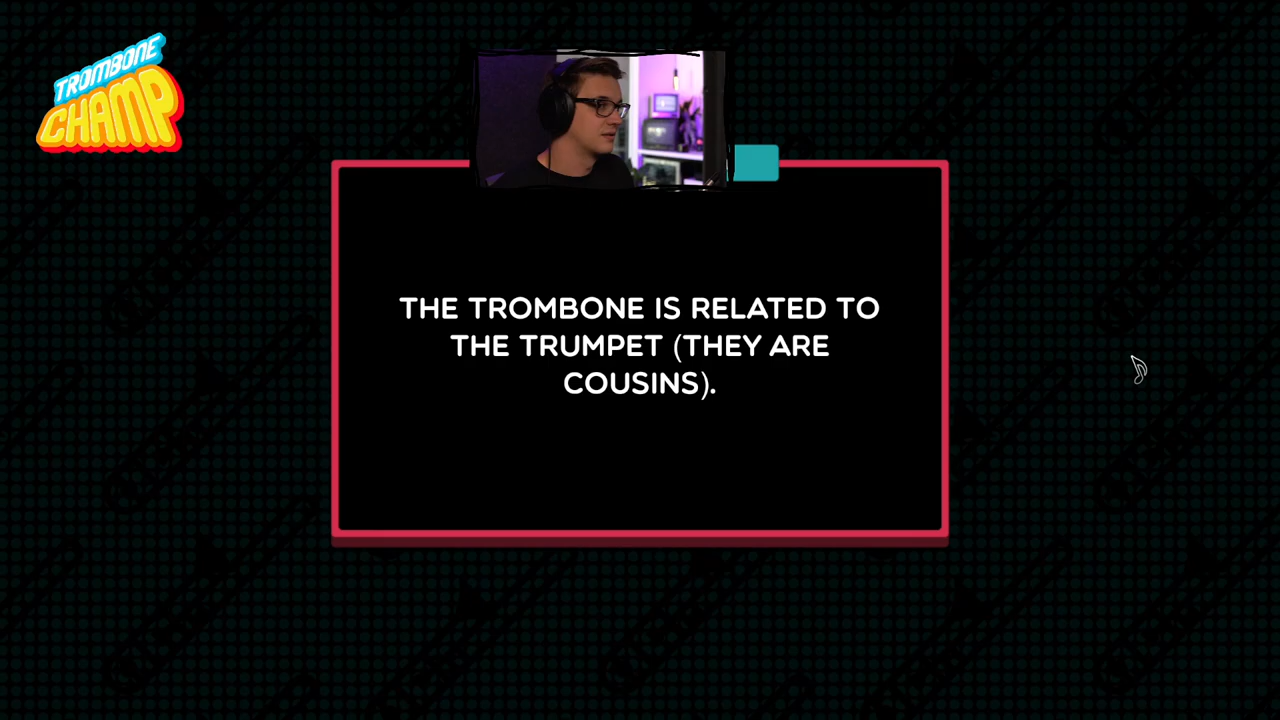 TROMBONE
CHAMP
THE TROMBONE IS RELATED TO
THE TRUMPET (THEY ARE
COUSINS).